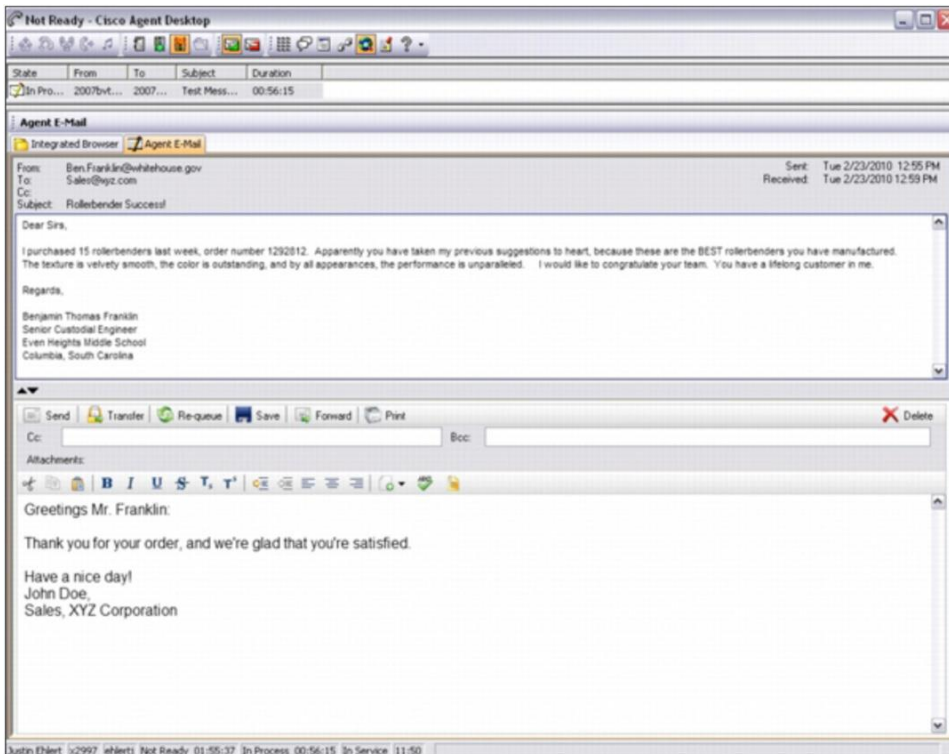 Not Ready - Cisco Agent Desktop
State From To Subject Duration
In Pro... 2007bvt... 2007... Test Mess... 00:56:15
Agent E-Mail
Integrated Browser Agent E-Mail
From: Ben.Franklin@whitehouse.gov Sent: Tue 2/23/2010 12:55 PM
To: Sales@xyz.com Received: Tue 2/23/2010 12:59 PM
Cc:
Subject: Rollerbender Success!
Dear Sirs,
I purchased 15 rollerbenders last week, order number 1292812. Apparently you have taken my previous suggestions to heart, because these are the BEST rollerbenders you have manufactured.
The texture is velvety smooth, the color is outstanding, and by all appearances, the performance is unparalleled. I would like to congratulate your team. You have a lifelong customer in me.
Regards,
Benjamin Thomas Franklin
Senior Custodial Engineer
Even Heights Middle School
Columbia, South Carolina
Send Transfer Re-queue Save Forward Print Delete
Cc: Bcc:
Attachments:
B I U S T, T'
Greetings Mr. Franklin:
Thank you for your order, and we're glad that you're satisfied.
Have a nice day!
John Doe,
Sales, XYZ Corporation
Justin Ehlert x2997 ehlertj Not Ready 01:55:37 In Process 00:56:15 In Service 11:50